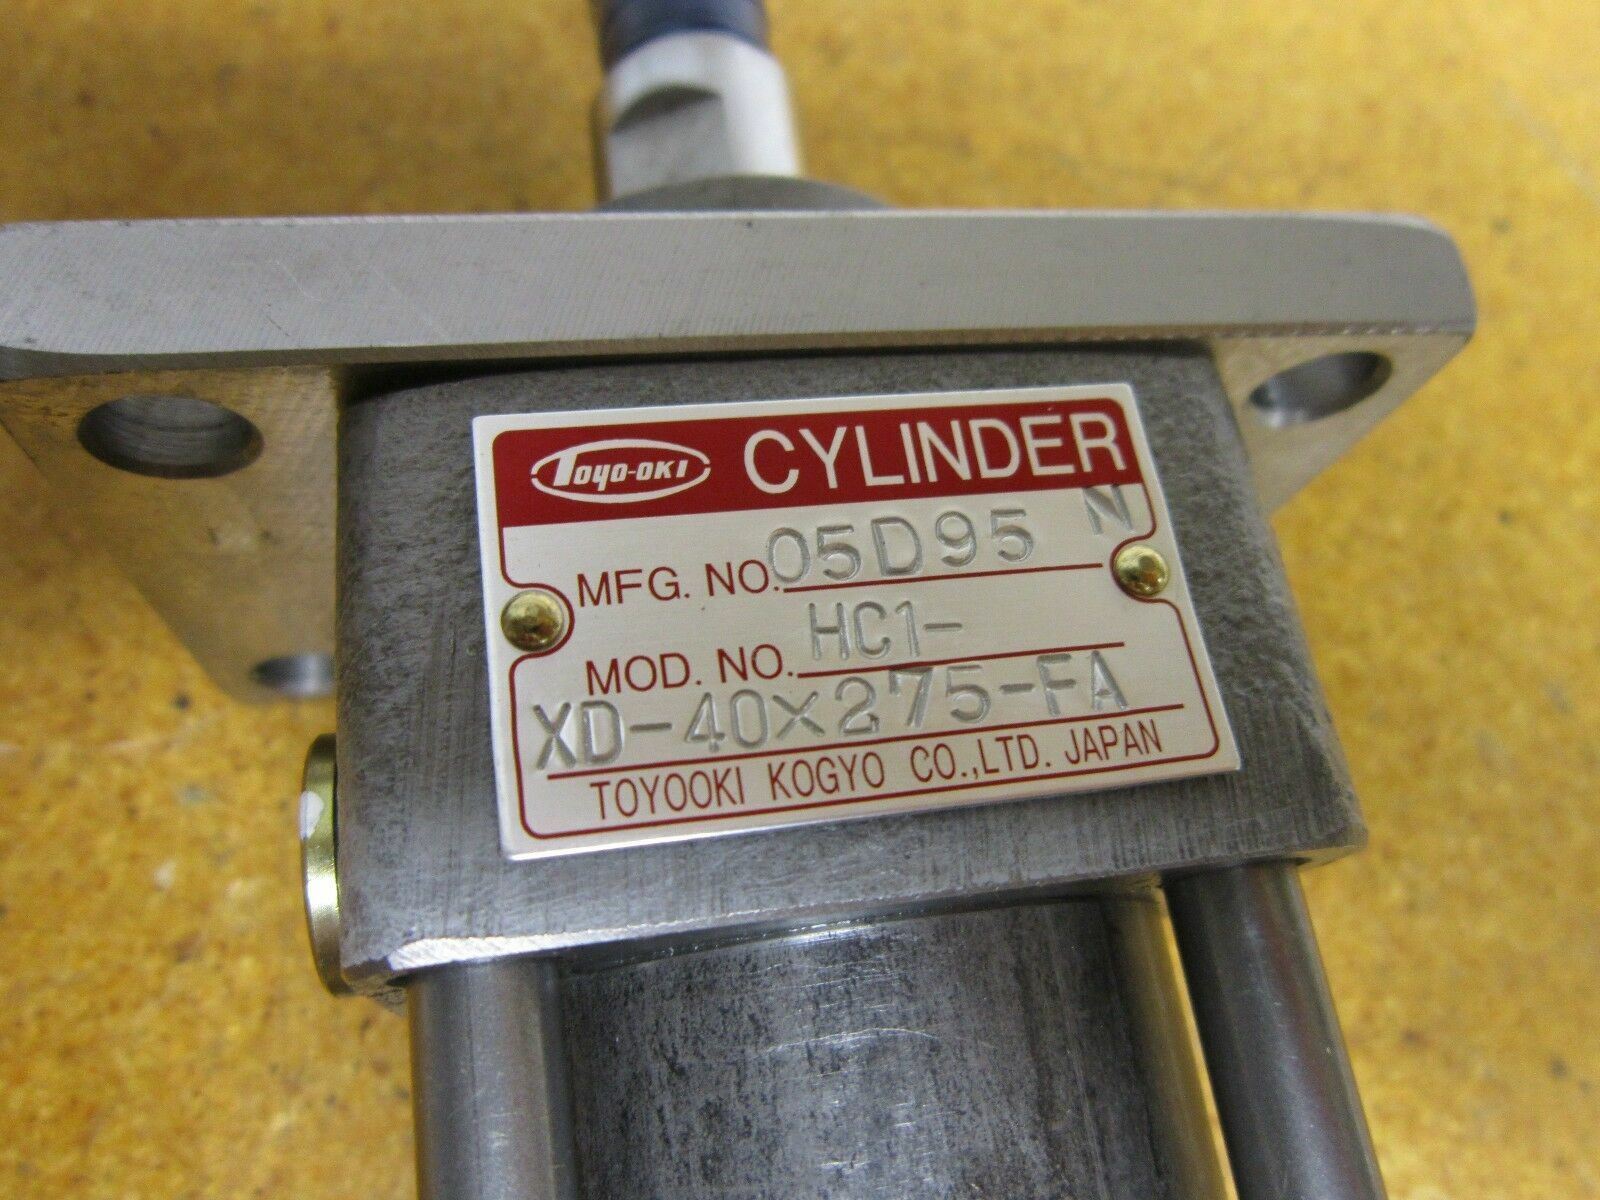 TOYO-OKI CYLINDER
MFG. NO. 05D95 N
MOD. NO. HC1-
XD-40×275-FA
TOYOOKI KOGYO CO.,LTD. JAPAN